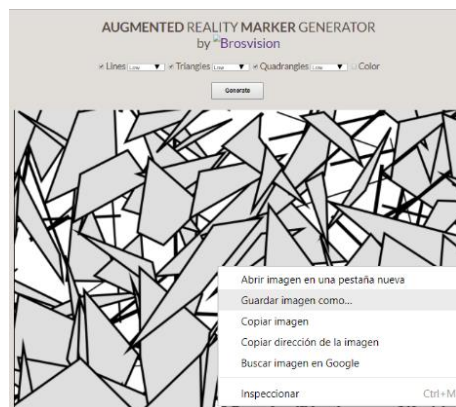 AUGMENTED REALITY MARKER GENERATOR
by Brosvision
Lines Low Triangles Low Quadrangles Low Color
Generate
Abrir imagen en una pestaña nueva
Guardar imagen como...
Copiar imagen
Copiar dirección de la imagen
Buscar imagen en Google
Inspeccionar Ctrl+M